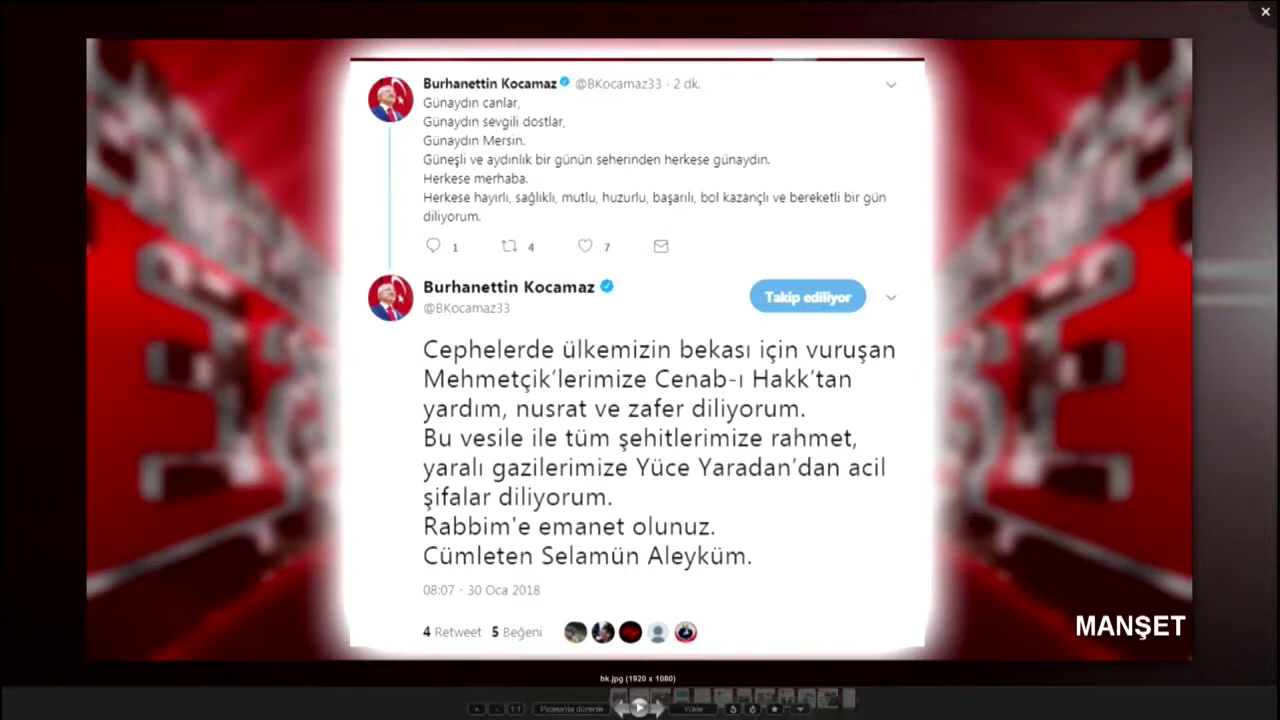 Burhanettin Kocamaz @BKocamaz33 · 2 dk.
Günaydın canlar,
Günaydın sevgili dostlar,
Günaydın Mersin.
Güneşli ve aydınlık bir günün seherinden herkese günaydın.
Herkese merhaba.
Herkese hayırlı, sağlıklı, mutlu, huzurlu, başarılı, bol kazançlı ve bereketli bir gün
diliyorum.
1 4 7
Burhanettin Kocamaz
Takip ediliyor
@BKocamaz33
Cephelerde ülkemizin bekası için vuruşan
Mehmetçik'lerimize Cenab-ı Hakk'tan
yardım, nusrat ve zafer diliyorum.
Bu vesile ile tüm şehitlerimize rahmet,
yaralı gazilerimize Yüce Yaradan'dan acil
şifalar diliyorum.
Rabbim'e emanet olunuz.
Cümleten Selamün Aleyküm.
08:07 - 30 Oca 2018
4 Retweet 5 Beğeni
MANŞET
bk.jpg (1920 x 1080)
1:1 Picasa'da düzenle Yükle